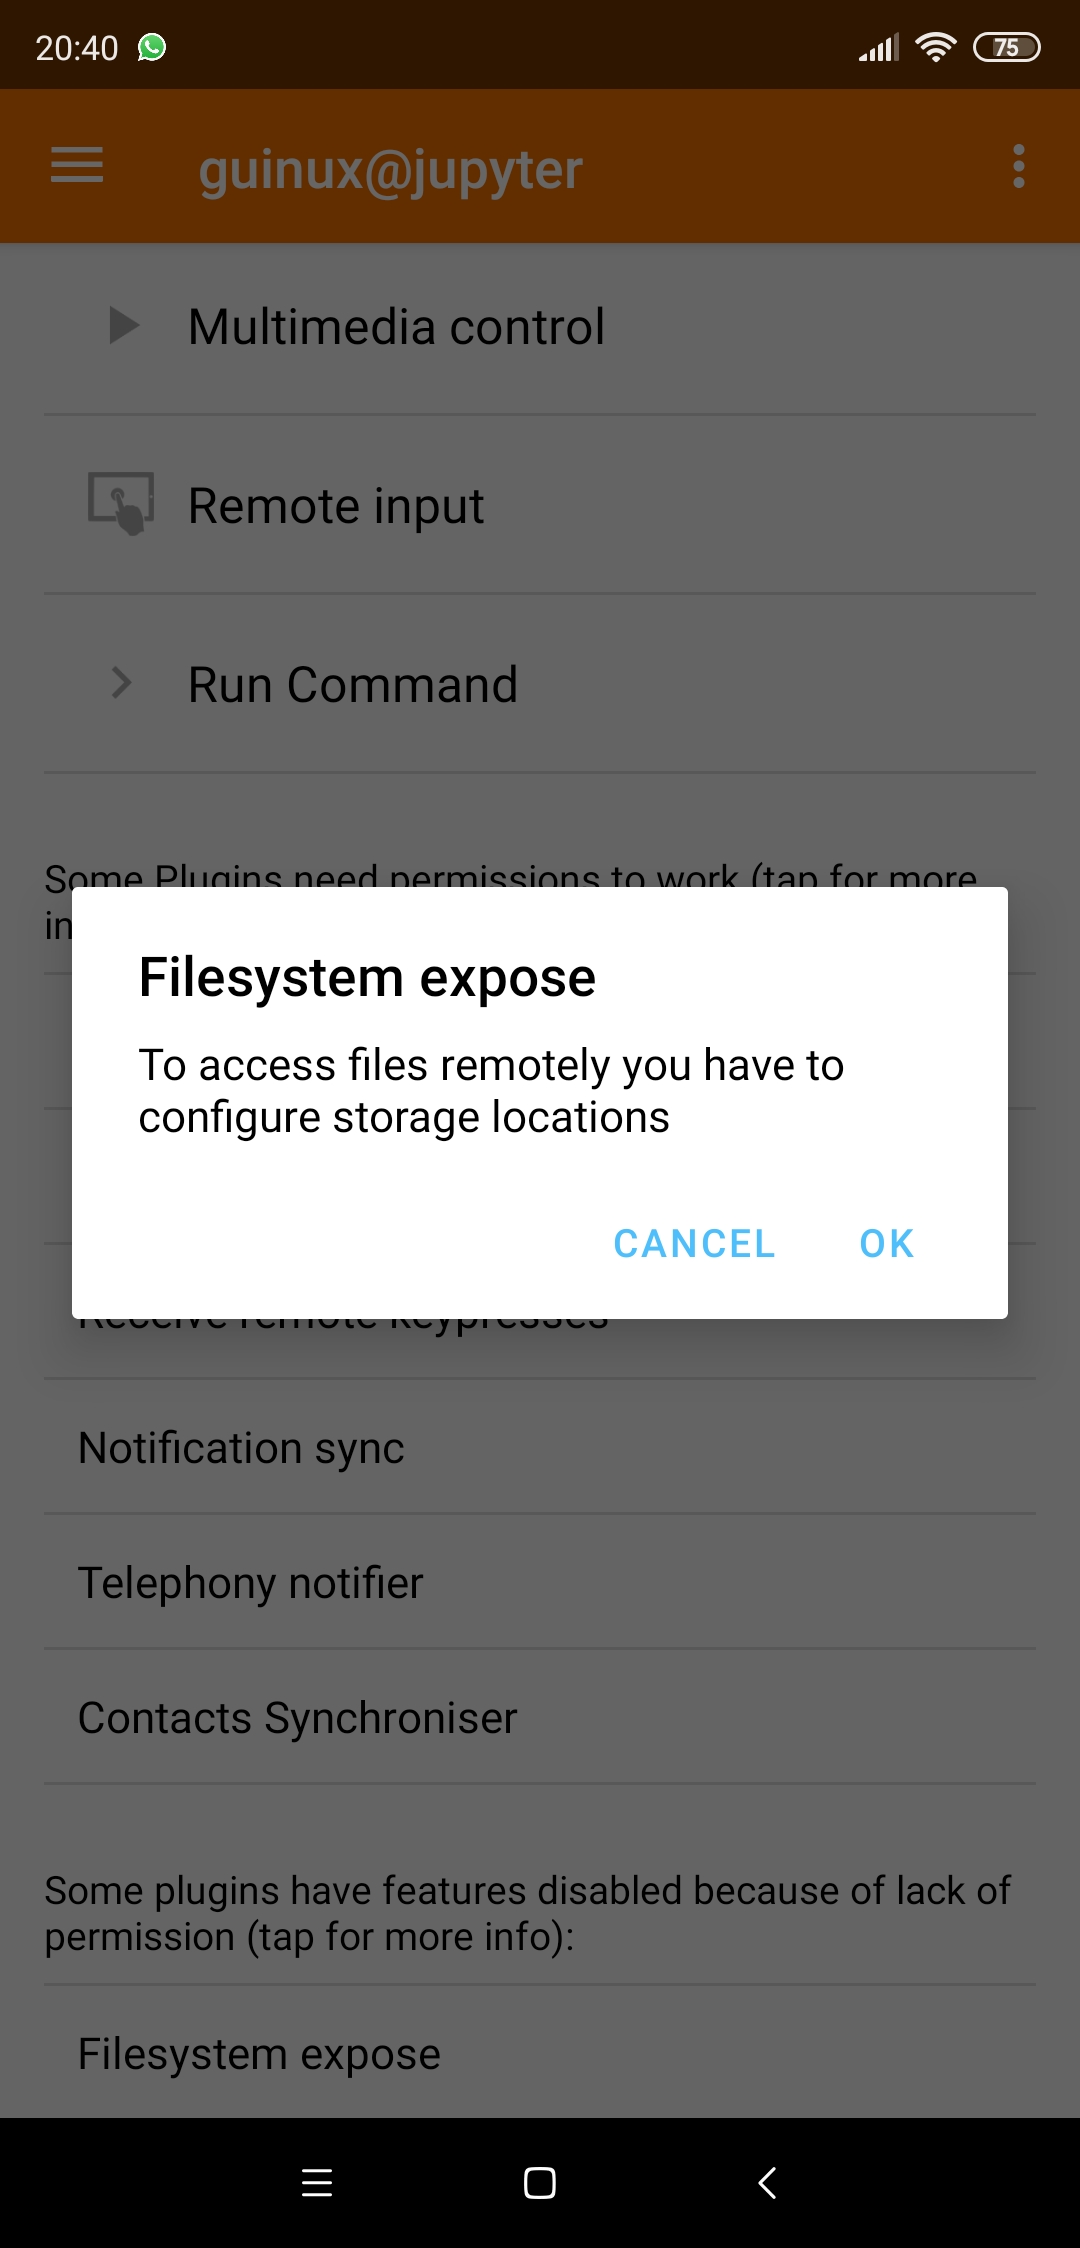 20:40
75
guinux@jupyter
Multimedia control
Remote input
Run Command
Some Plugins need permissions to work (tap for more
in
Filesystem expose
To access files remotely you have to
configure storage locations
CANCEL OK
Receive remote keypresses
Notification sync
Telephony notifier
Contacts Synchroniser
Some plugins have features disabled because of lack of
permission (tap for more info):
Filesystem expose